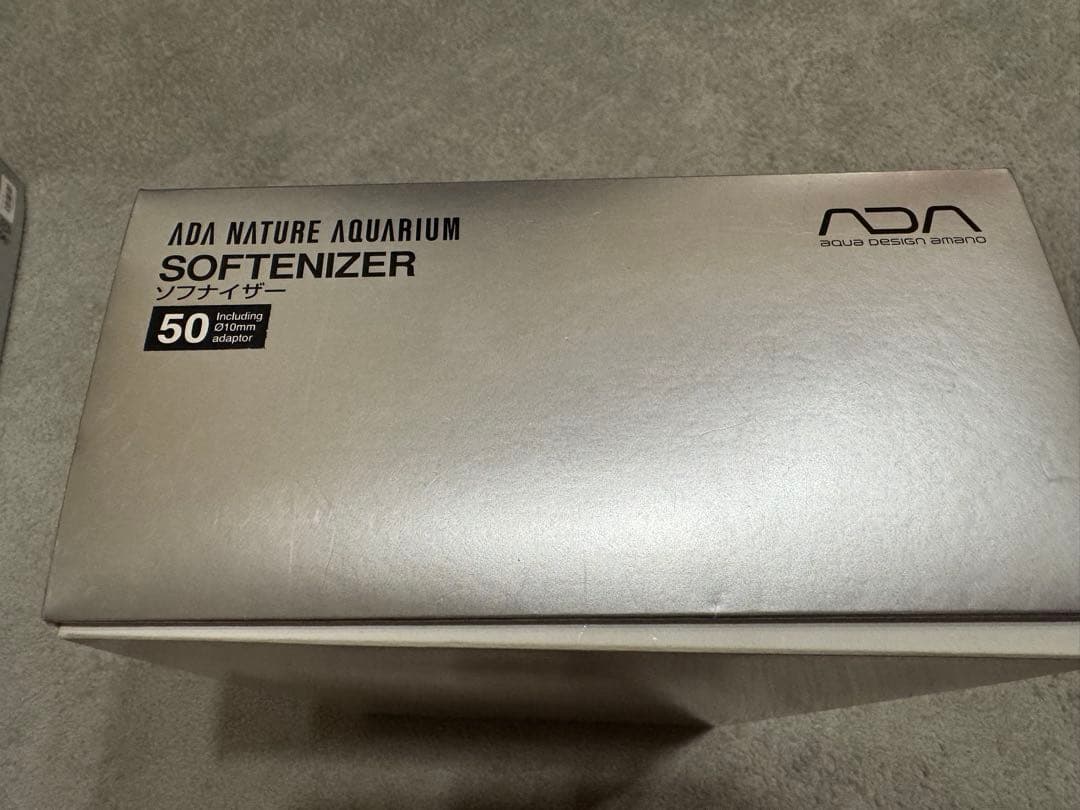 ADA NATURE AQUARIUM
SOFTENIZER
ソフナイザー
50 Including
Ø10mm
adaptor
ADA
aqua design amano